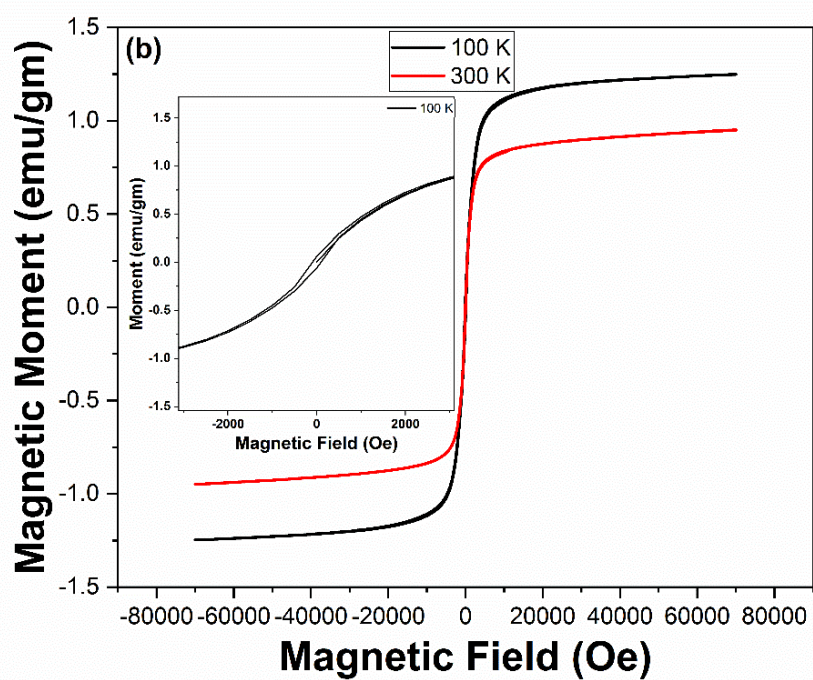 (b)
100 K
300 K
Magnetic Moment (emu/gm)
1.5
1.0
0.5
0.0
-0.5
-1.0
-1.5
100 K
Moment (emu/gm)
1.5
1.0
0.5
0.0
-0.5
-1.0
-1.5
-2000 0 2000
Magnetic Field (Oe)
-80000 -60000 -40000 -20000 0 20000 40000 60000 80000
Magnetic Field (Oe)